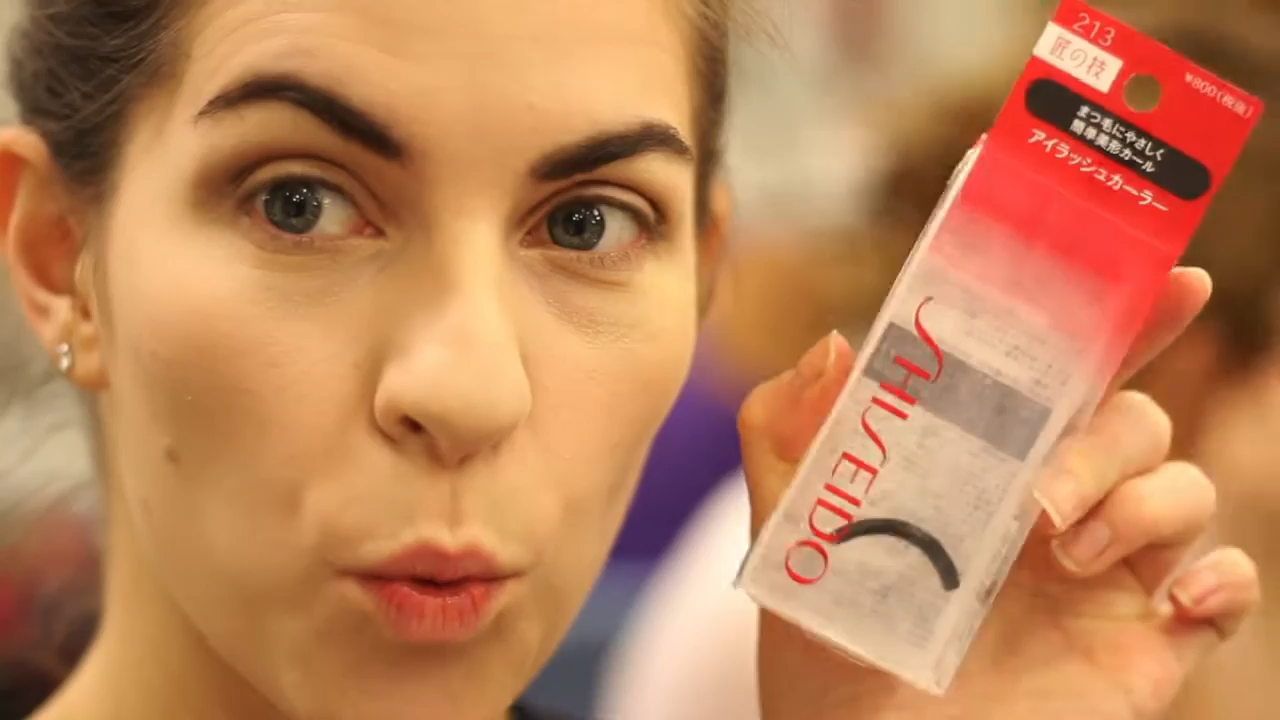 213
匠の技
¥800(税抜)
まつ毛にやさしく
簡単美形カール
アイラッシュカーラー
SHISEIDO